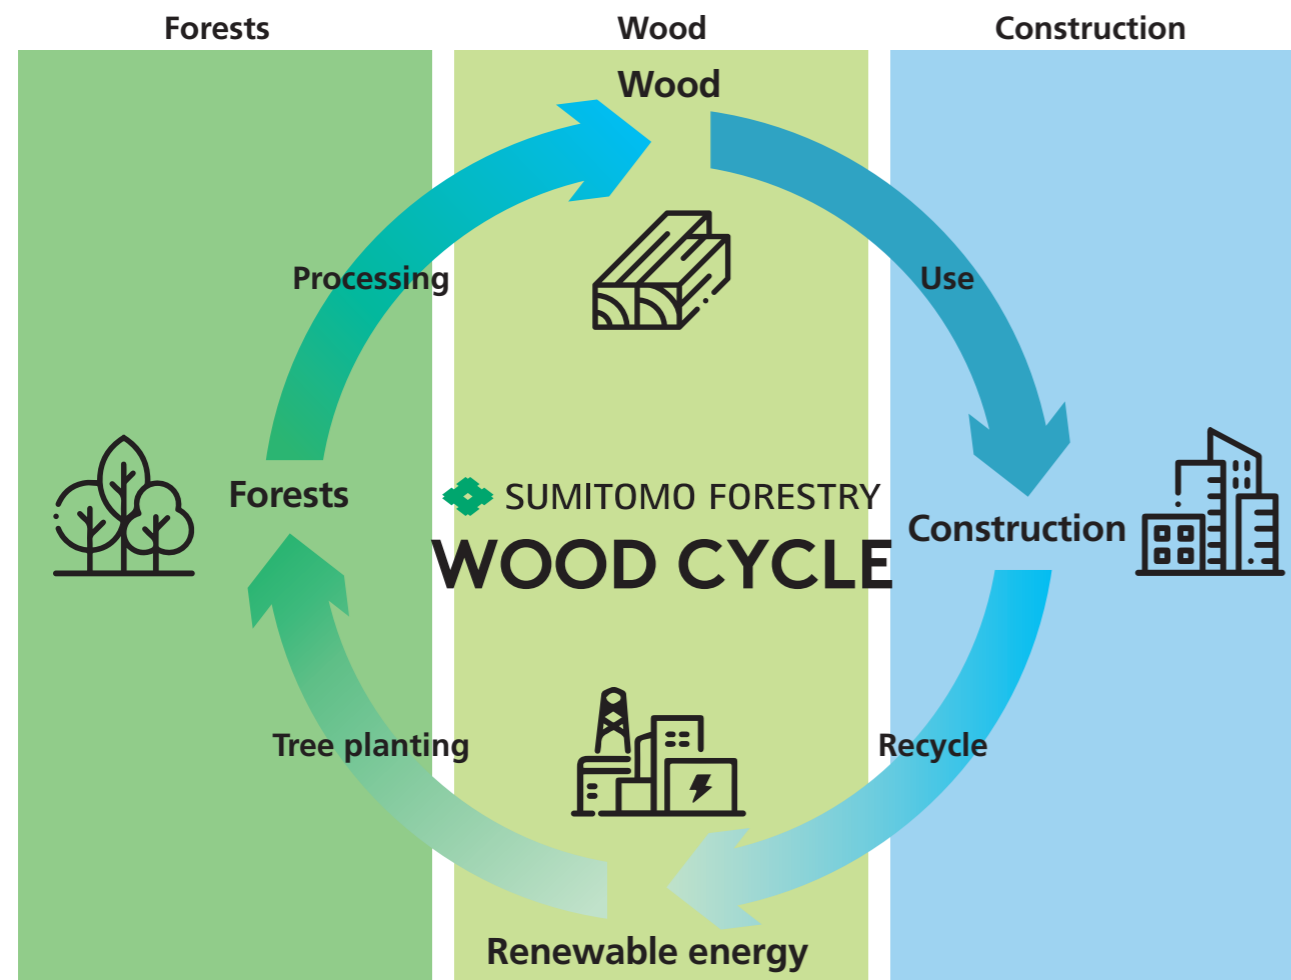 Forests
Wood
Construction
Wood
Processing
Use
Forests
SUMITOMO FORESTRY
WOOD CYCLE
Construction
Tree planting
Recycle
Renewable energy